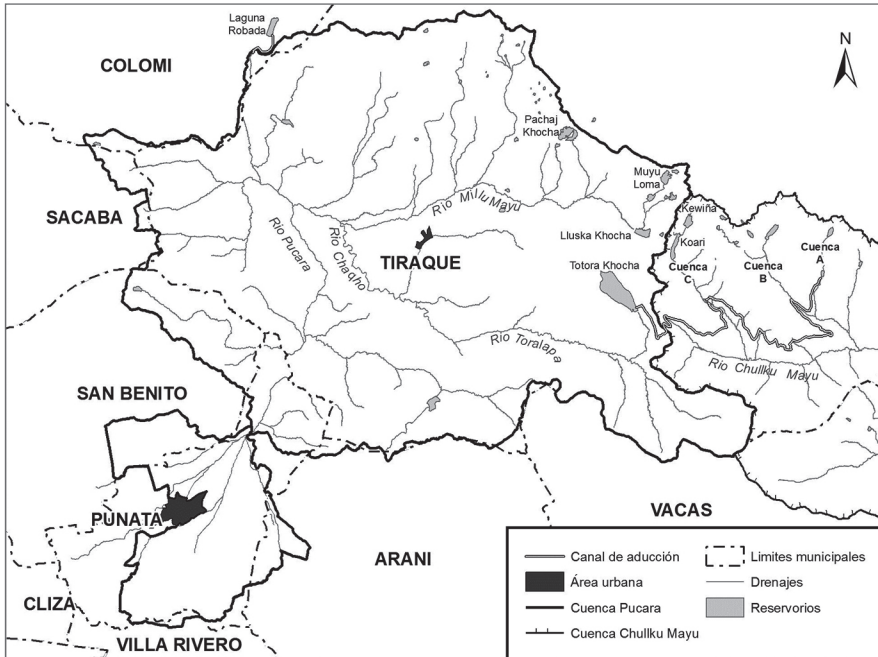 Laguna
Robada
COLOMI
N
Pachaj
Khocha
Muyu
Loma
SACABA
Rio Millu Mayu
Kewiña
Rio Pucara
Rio Chaqho
Lluska Khocha
Koari
Cuenca
A
TIRAQUE
Totora Khocha
Cuenca
C
Cuenca
B
Rio Toralapa
Rio Chullku Mayu
SAN BENITO
PUNATA
VACAS
ARANI
CLIZA
VILLA RIVERO
Canal de aducción
Limites municipales
Área urbana
Drenajes
Cuenca Pucara
Reservorios
Cuenca Chullku Mayu